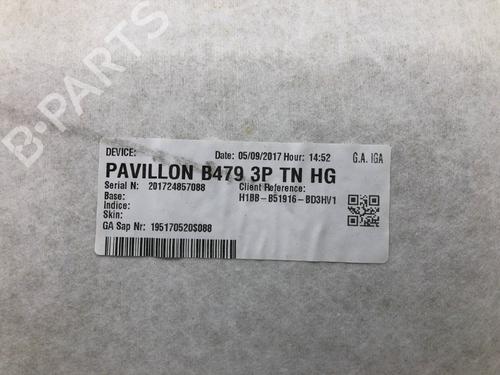 B-PARTS
DEVICE: Date: 05/09/2017 Hour: 14:52 G.A. IGA
PAVILLON B479 3P TN HG
Serial N: 201724857088 Client Reference:
Base: H1BB-B51916-BD3HV1
Indice:
Skin:
GA Sap Nr: 195170520S088